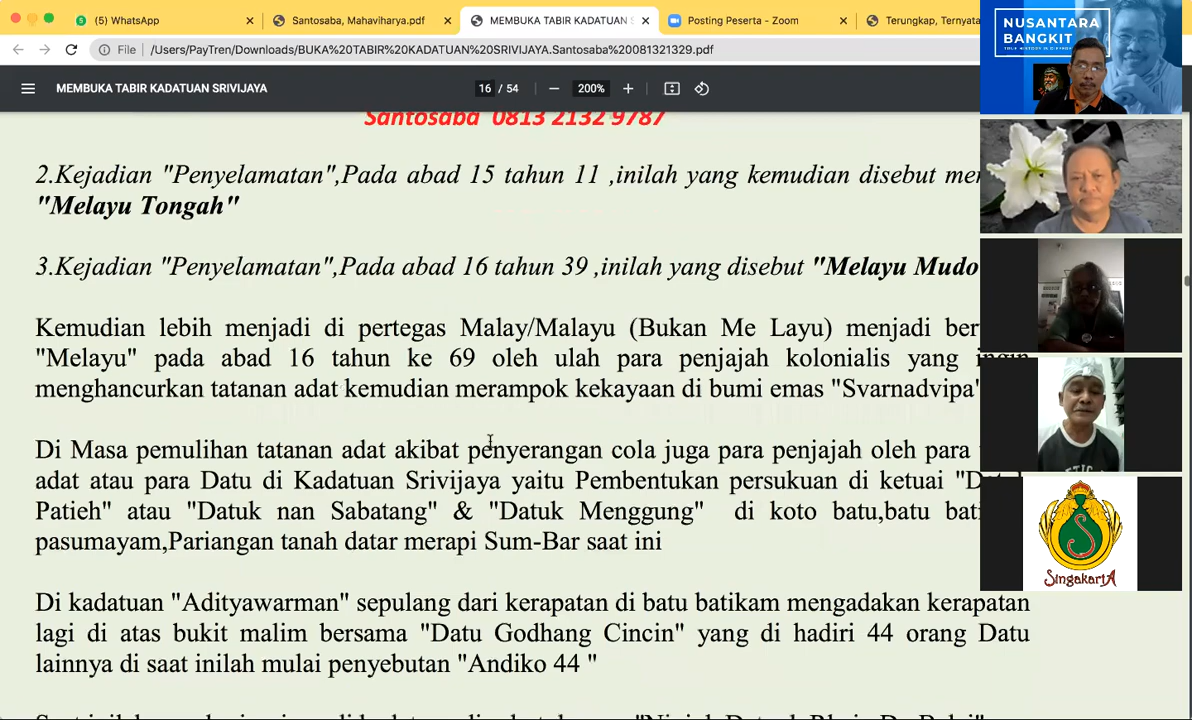 (5) WhatsApp
Santosaba, Mahaviharya.pdf
MEMBUKA TABIR KADATUAN S
Posting Peserta - Zoom
Terungkap, Ternyata
File /Users/PayTren/Downloads/BUKA%20TABIR%20KADATUAN%20SRIVIJAYA.Santosaba%20081321329.pdf
MEMBUKA TABIR KADATUAN SRIVIJAYA
16 / 54
200%
NUSANTARA
BANGKIT
Santosaba 0813 2132 9787
2.Kejadian "Penyelamatan",Pada abad 15 tahun 11 ,inilah yang kemudian disebut
"Melayu Tongah"
3.Kejadian "Penyelamatan",Pada abad 16 tahun 39 ,inilah yang disebut "Melayu Mudo
Kemudian lebih menjadi di pertegas Malay/Malayu (Bukan Me Layu) menjadi
"Melayu" pada abad 16 tahun ke 69 oleh ulah para penjajah kolonialis yang ingin
menghancurkan tatanan adat kemudian merampok kekayaan di bumi emas "Svarnadvipa"
Di Masa pemulihan tatanan adat akibat penyerangan cola juga para penjajah oleh para
adat atau para Datu di Kadatuan Srivijaya yaitu Pembentukan persukuan di ketuai
Patieh" atau "Datuk nan Sabatang" & "Datuk Menggung" di koto batu,batu
pasumayam,Pariangan tanah datar merapi Sum-Bar saat ini
Di kadatuan "Adityawarman" sepulang dari kerapatan di batu batikam mengadakan kerapatan
lagi di atas bukit malim bersama "Datu Godhang Cincin" yang di hadiri 44 orang Datu
lainnya di saat inilah mulai penyebutan "Andiko 44 "
SingakartA